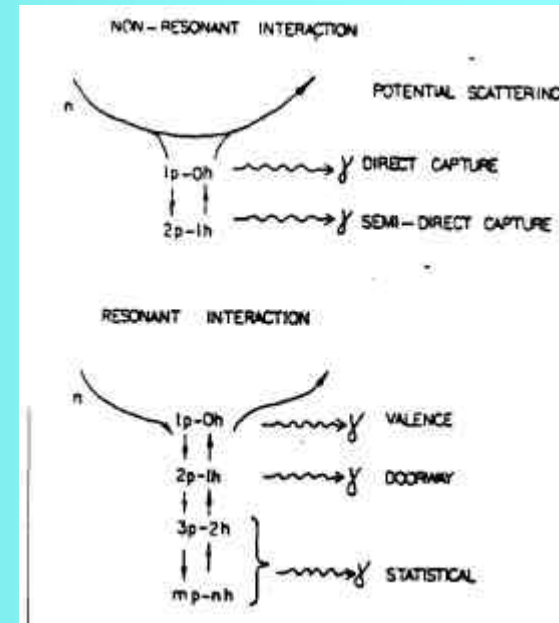 NON-RESONANT INTERACTION
n
POTENTIAL SCATTERING
1p-0h γ DIRECT CAPTURE
2p-1h γ SEMI-DIRECT CAPTURE
RESONANT INTERACTION
n
1p-0h γ VALENCE
2p-1h γ DOORWAY
3p-2h
γ STATISTICAL
mp-nh